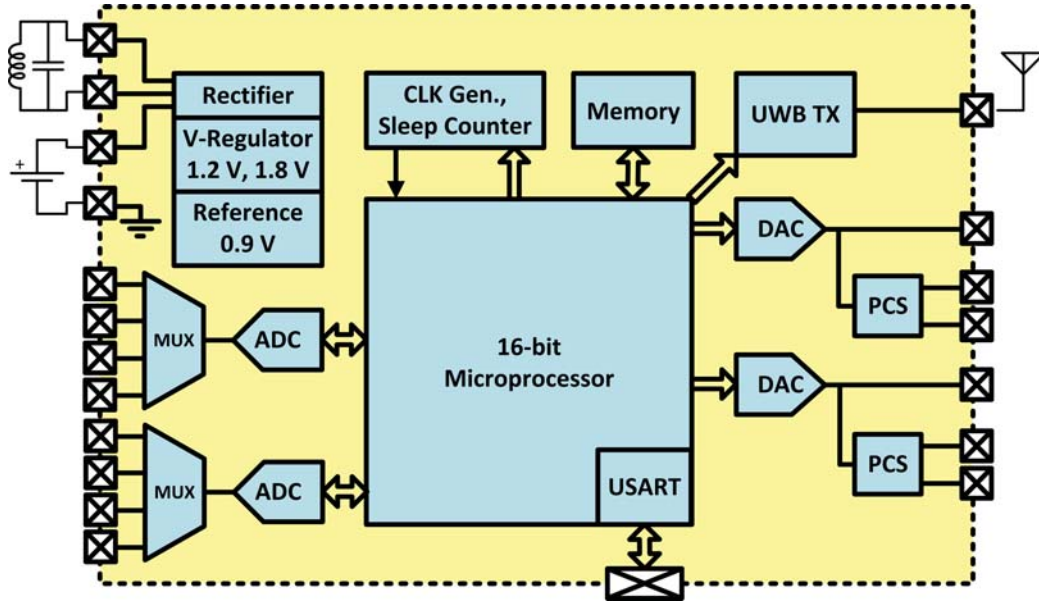 Rectifier
V-Regulator
1.2 V, 1.8 V
Reference
0.9 V
CLK Gen.,
Sleep Counter
Memory
UWB TX
DAC
PCS
MUX
ADC
16-bit
Microprocessor
DAC
PCS
MUX
ADC
USART
+